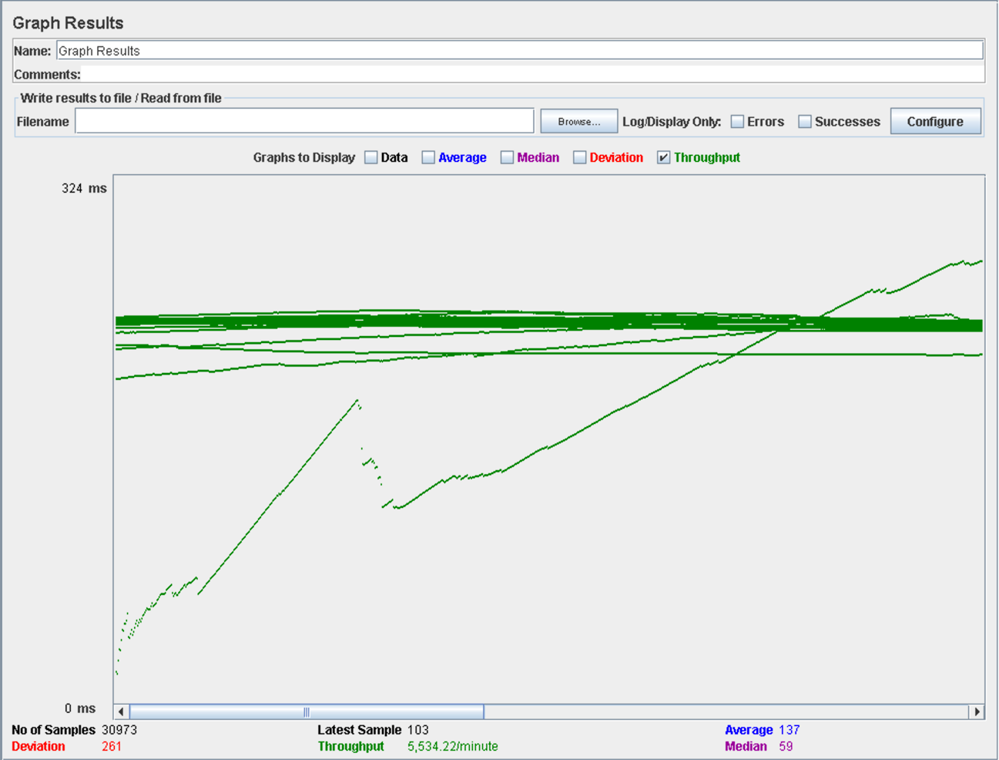 Graph Results
Name: Graph Results
Comments:
Write results to file / Read from file
Filename Browse... Log/Display Only: Errors Successes Configure
Graphs to Display Data Average Median Deviation Throughput
324 ms
0 ms
No of Samples 30973 Latest Sample 103 Average 137
Deviation 261 Throughput 5,534.22/minute Median 59